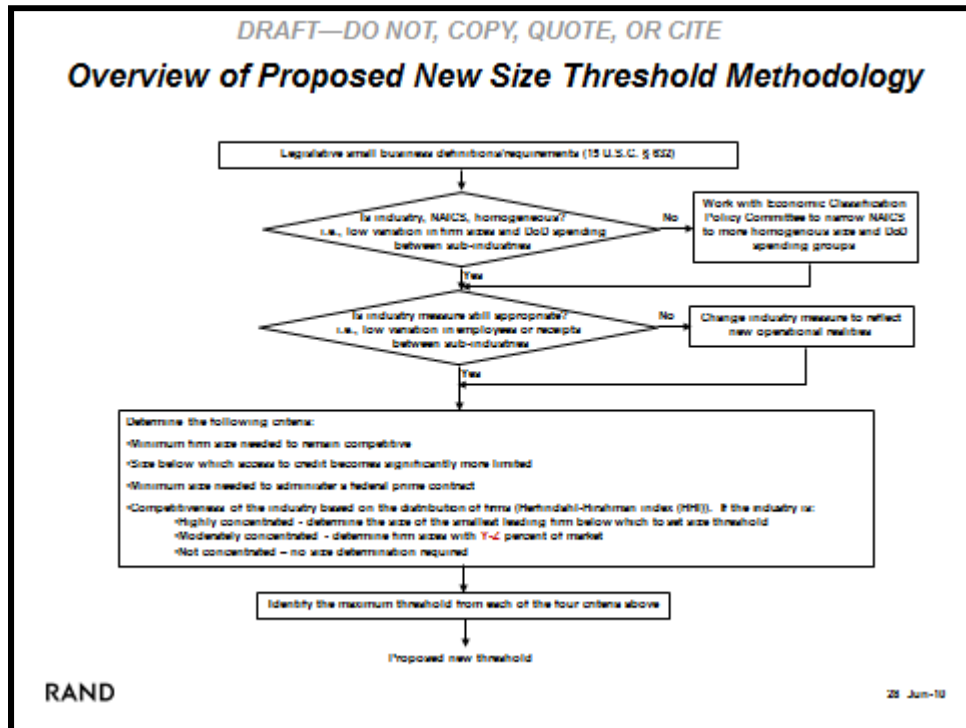 DRAFT—DO NOT, COPY, QUOTE, OR CITE
Overview of Proposed New Size Threshold Methodology
Legislative small business definitions/requirements (15 U.S.C. § 632)
Is industry, NAICS, homogeneous?
i.e., low variation in firm sizes and DoD spending
between sub-industries
No
Work with Economic Classification
Policy Committee to narrow NAICS
to more homogenous size and DoD
spending groups
Yes
Is industry measure still appropriate?
i.e., low variation in employees or receipts
between sub-industries
No
Change industry measure to reflect
new operational realities
Yes
Determine the following criteria:
•Minimum firm size needed to remain competitive
•Size below which access to credit becomes significantly more limited
•Minimum size needed to administer a federal prime contract
•Competitiveness of the industry based on the distribution of firms (Herfindahl-Hirshman index (HHI)). If the industry is:
•Highly concentrated - determine the size of the smallest leading firm below which to set size threshold
•Moderately concentrated - determine firm sizes with Y-Z percent of market
•Not concentrated – no size determination required
Identify the maximum threshold from each of the four criteria above
Proposed new threshold
RAND
28 Jun-10